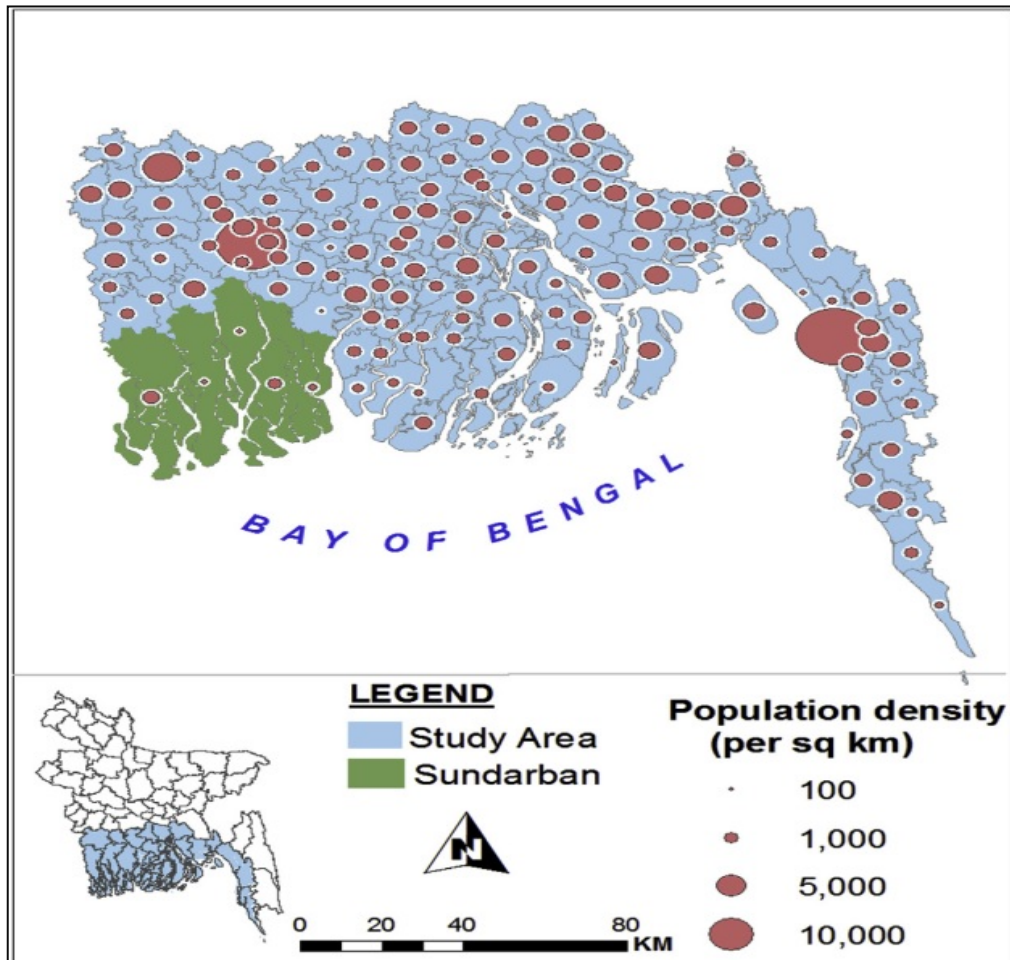 BAY OF BENGAL
LEGEND
Study Area
Sundarban
N
0 20 40 80
KM
Population density
(per sq km)
100
1,000
5,000
10,000